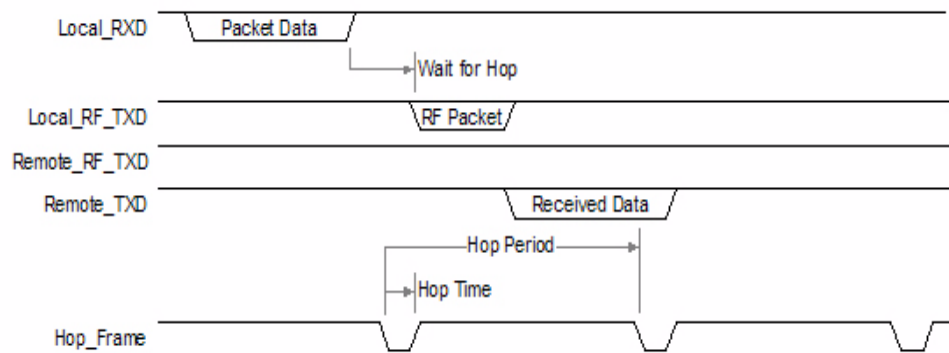 Local_RXD
Packet Data
Wait for Hop
Local_RF_TXD
RF Packet
Remote_RF_TXD
Remote_TXD
Received Data
Hop Period
Hop Time
Hop_Frame